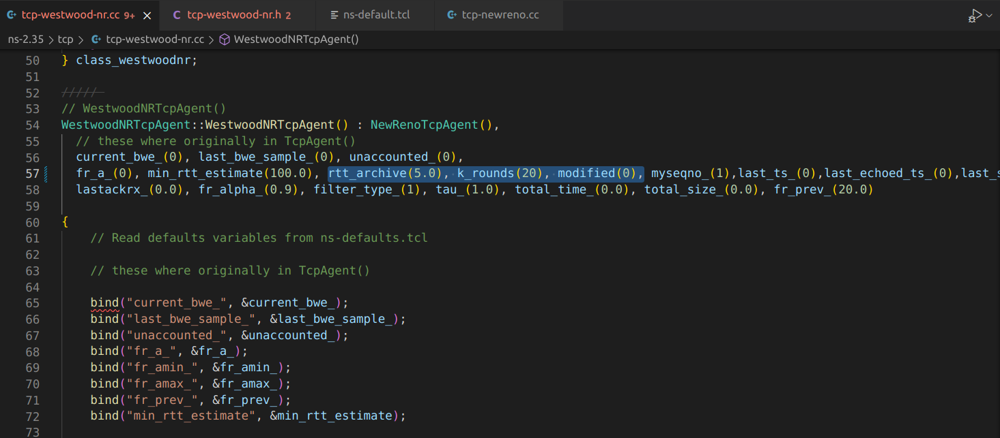 tcp-westwood-nr.cc 9+ × tcp-westwood-nr.h 2 ns-default.tcl tcp-newreno.cc
ns-2.35 > tcp > tcp-westwood-nr.cc > WestwoodNRTcpAgent()
50 } class_westwoodnr;
51
52 /////
53 // WestwoodNRTcpAgent()
54 WestwoodNRTcpAgent::WestwoodNRTcpAgent() : NewRenoTcpAgent(),
55 // these where originally in TcpAgent()
56 current_bwe_(0), last_bwe_sample_(0), unaccounted_(0),
57 fr_a_(0), min_rtt_estimate(100.0), rtt_archive(5.0), k_rounds(20), modified(0), myseqno_(1),last_ts_(0),last_echoed_ts_(0),last_s
58 lastackrx_(0.0), fr_alpha_(0.9), filter_type_(1), tau_(1.0), total_time_(0.0), total_size_(0.0), fr_prev_(20.0)
59
60 {
61 // Read defaults variables from ns-defaults.tcl
62
63 // these where originally in TcpAgent()
64
65 bind("current_bwe_", &current_bwe_);
66 bind("last_bwe_sample_", &last_bwe_sample_);
67 bind("unaccounted_", &unaccounted_);
68 bind("fr_a_", &fr_a_);
69 bind("fr_amin_", &fr_amin_);
70 bind("fr_amax_", &fr_amax_);
71 bind("fr_prev_", &fr_prev_);
72 bind("min_rtt_estimate", &min_rtt_estimate);
73